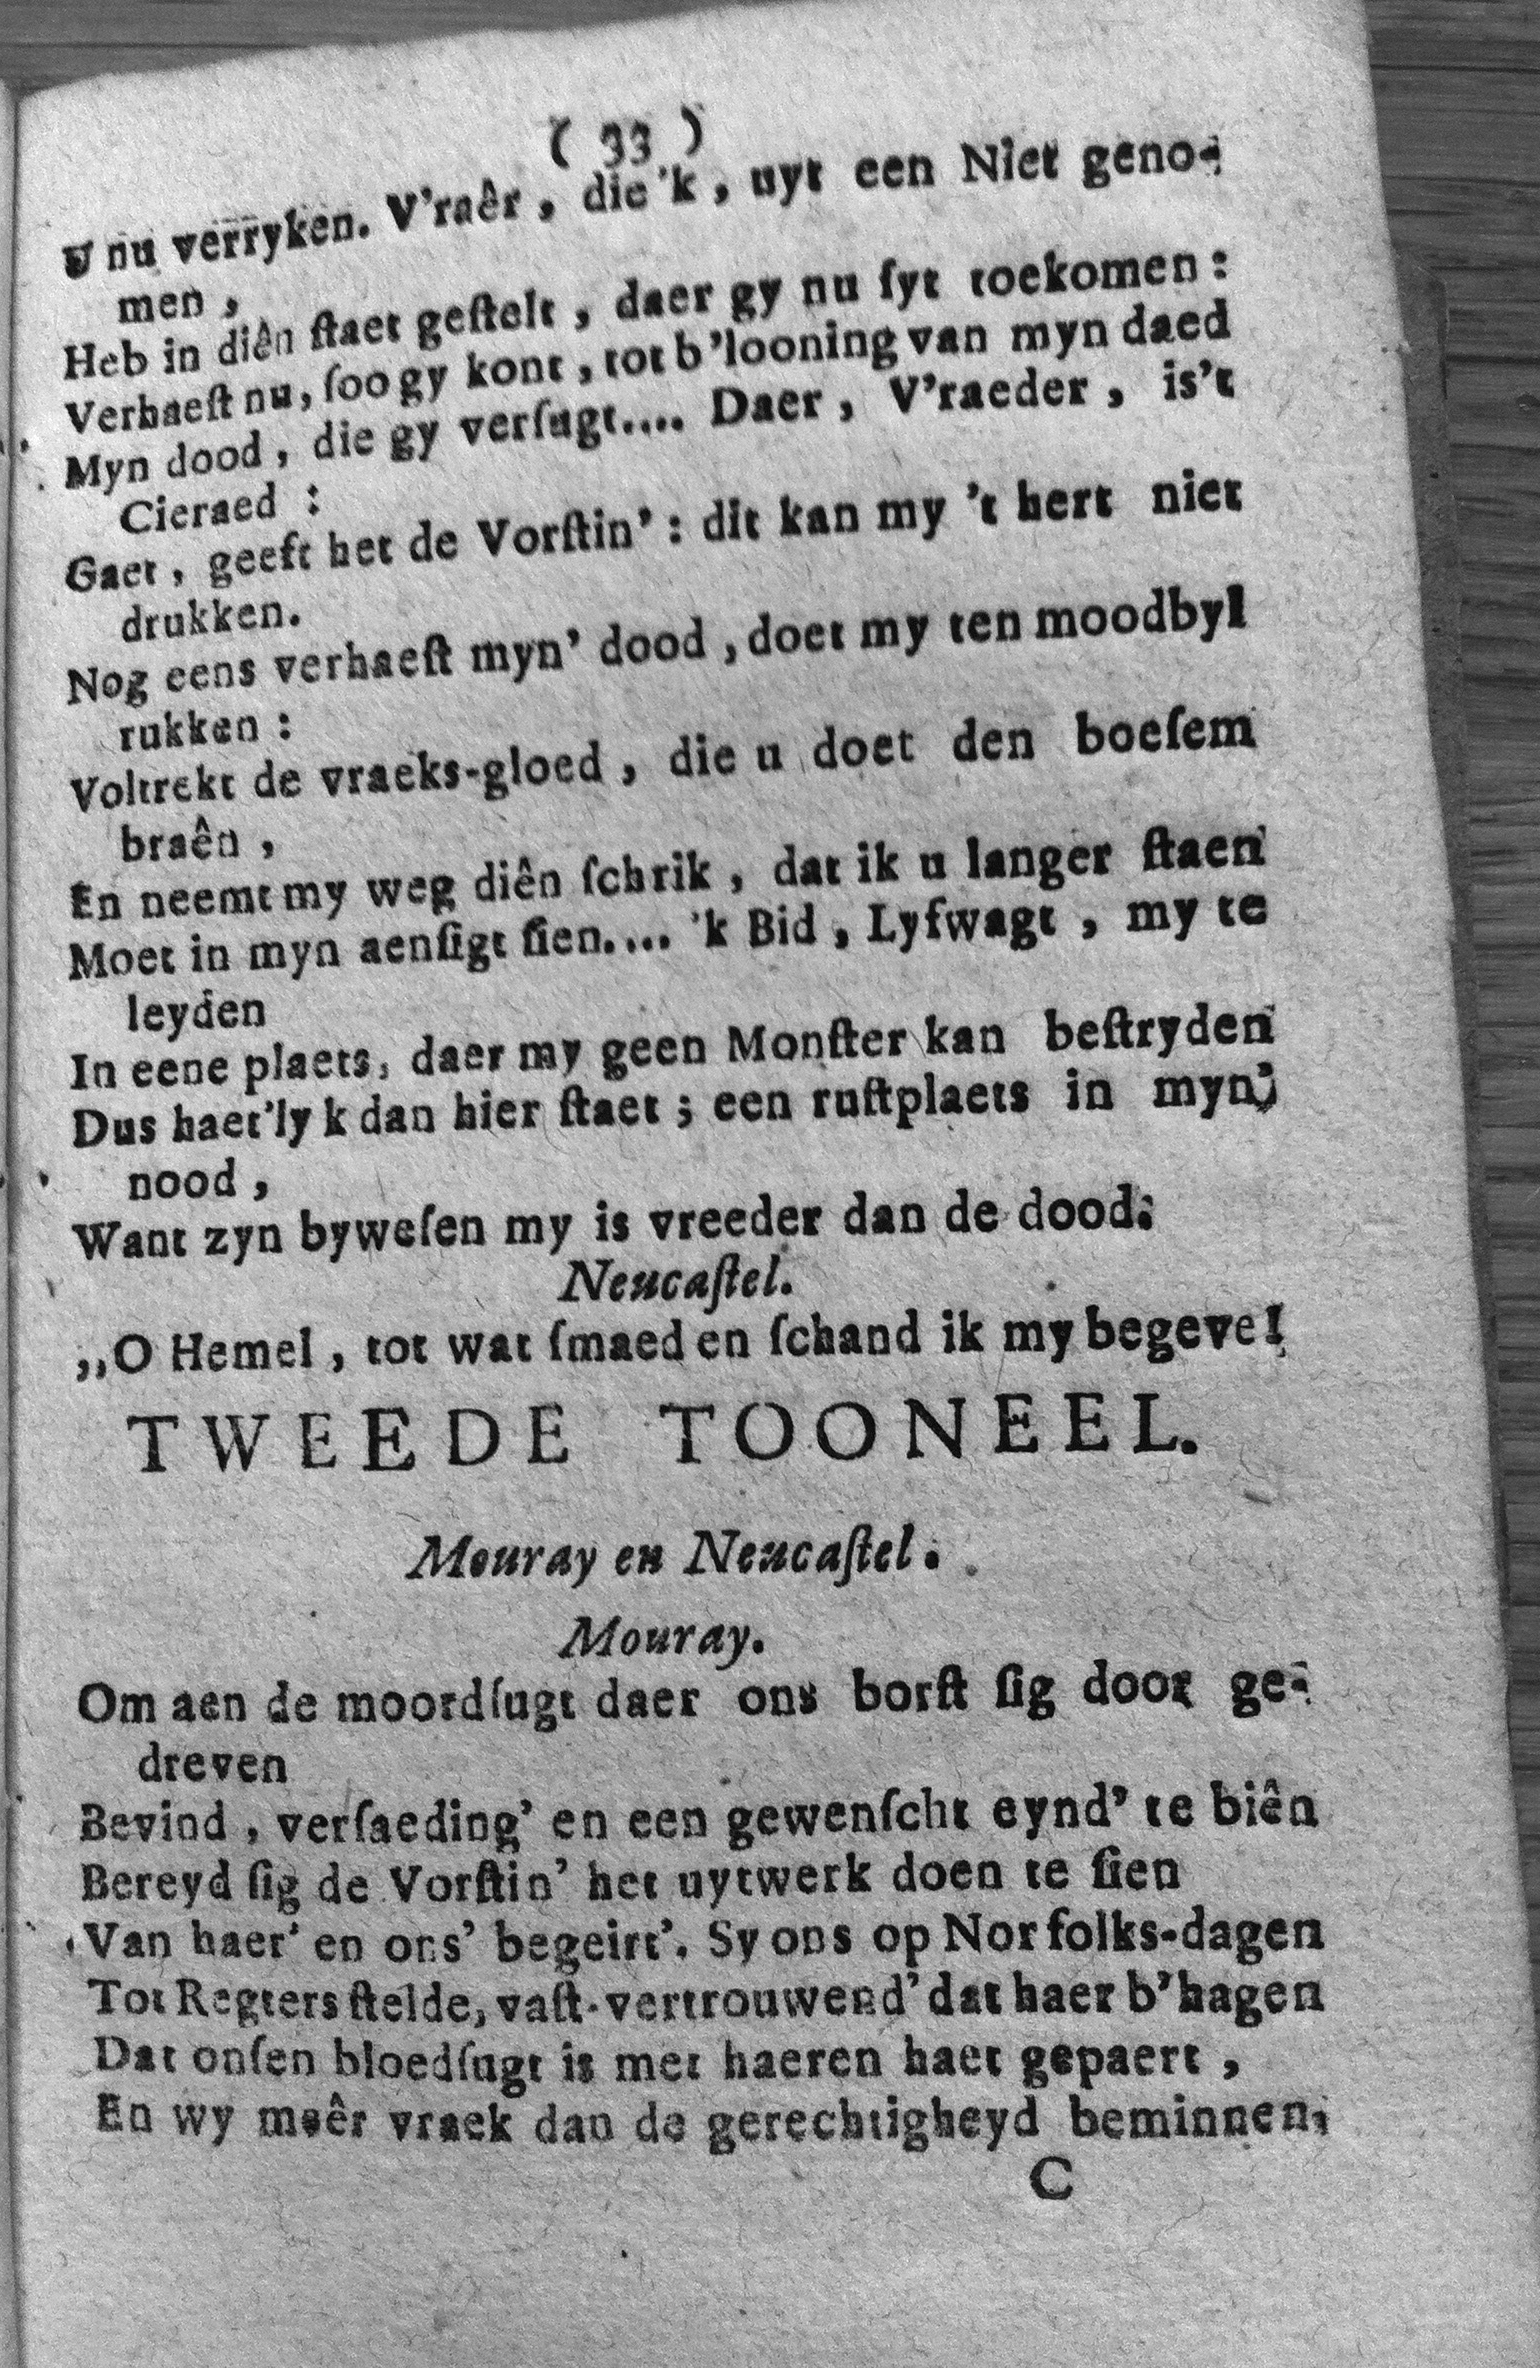 ( 33 )
U nu verryken. V'raêr, die 'k, uyt een Niet geno-
men,
Heb in diên ſtaet geſtelt, daer gy nu ſyt toekomen:
Verhaeſt nu, ſoo gy kont, tot b'looning van myn daed
Myn dood, die gy verſugt.... Daer, V'raeder, is't
Cieraed:
Gaet, geeft het de Vorſtin': dit kan my 't hert niet
drukken.
Nog eens verhaeſt myn' dood, doet my ten moodbyl
rukken:
Voltrekt de vraeks-gloed, die u doet den boeſem
braên,
En neemt my weg diên ſchrik, dat ik u langer ſtaen
Moet in myn aenſigt ſien.... 'k Bid, Lyfwagt, my te
leyden
In eene plaets, daer my geen Monſter kan beſtryden
Dus haet'lyk dan hier ſtaet; een ruſtplaets in myn'
nood,
Want zyn byweſen my is vreeder dan de dood.
Neucaſtel.
,,O Hemel, tot wat ſmaed en ſchand ik my begeve!
TWEEDE TOONEEL.
Mouray en Neucaſtel.
Mouray.
Om aen de moordſugt daer ons borſt ſig door ge-
dreven
Bevind, verſaeding' en een gewenſcht eynd' te biên
Bereyd ſig de Vorſtin' het uytwerk doen te ſien
Van haer' en ons' begeirt'. Sy ons op Norfolks-dagen
Tot Regters ſtelde, vaſt-vertrouwend' dat haer b'hagen
Dat onſen bloedſugt is met haeren haet gepaert,
En wy meêr vraek dan de gerechtigheyd beminnen,
C